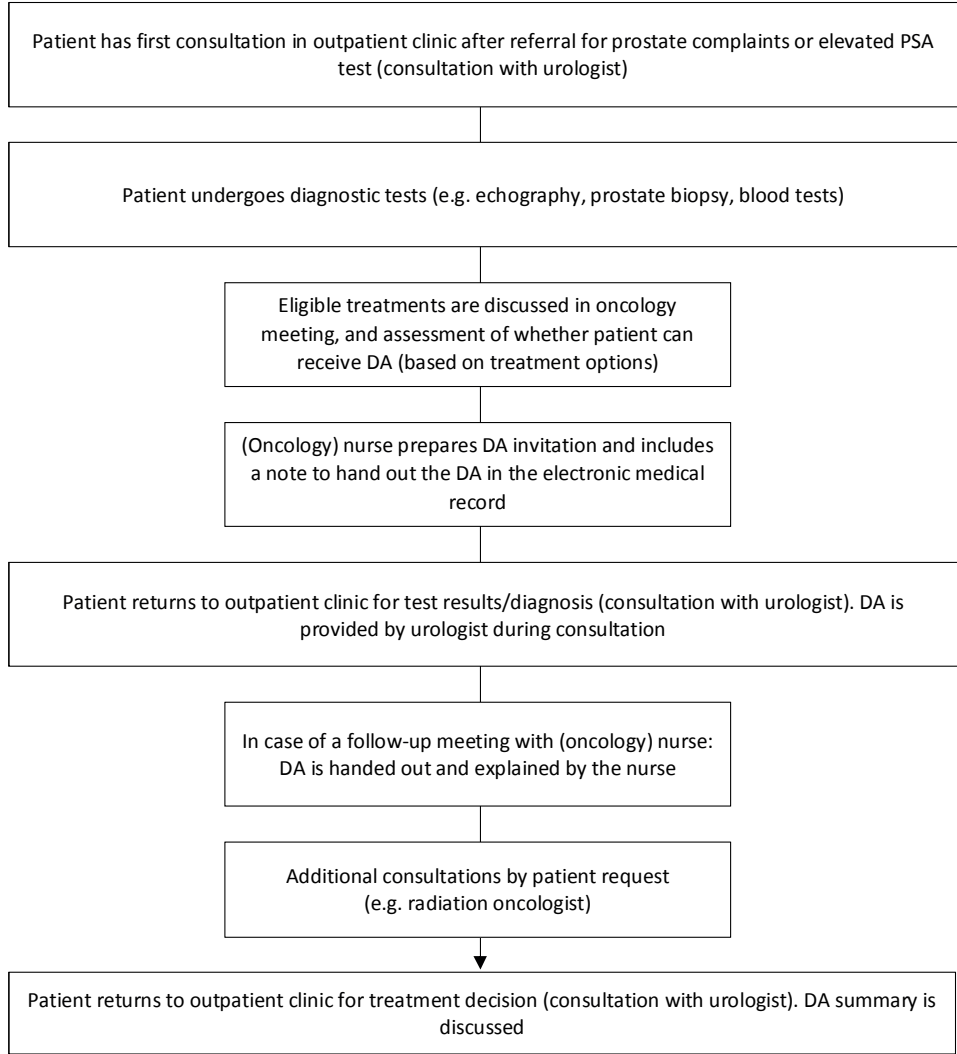 Patient has first consultation in outpatient clinic after referral for prostate complaints or elevated PSA
test (consultation with urologist)
Patient undergoes diagnostic tests (e.g. echography, prostate biopsy, blood tests)
Eligible treatments are discussed in oncology
meeting, and assessment of whether patient can
receive DA (based on treatment options)
(Oncology) nurse prepares DA invitation and includes
a note to hand out the DA in the electronic medical
record
Patient returns to outpatient clinic for test results/diagnosis (consultation with urologist). DA is
provided by urologist during consultation
In case of a follow-up meeting with (oncology) nurse:
DA is handed out and explained by the nurse
Additional consultations by patient request
(e.g. radiation oncologist)
Patient returns to outpatient clinic for treatment decision (consultation with urologist). DA summary is
discussed